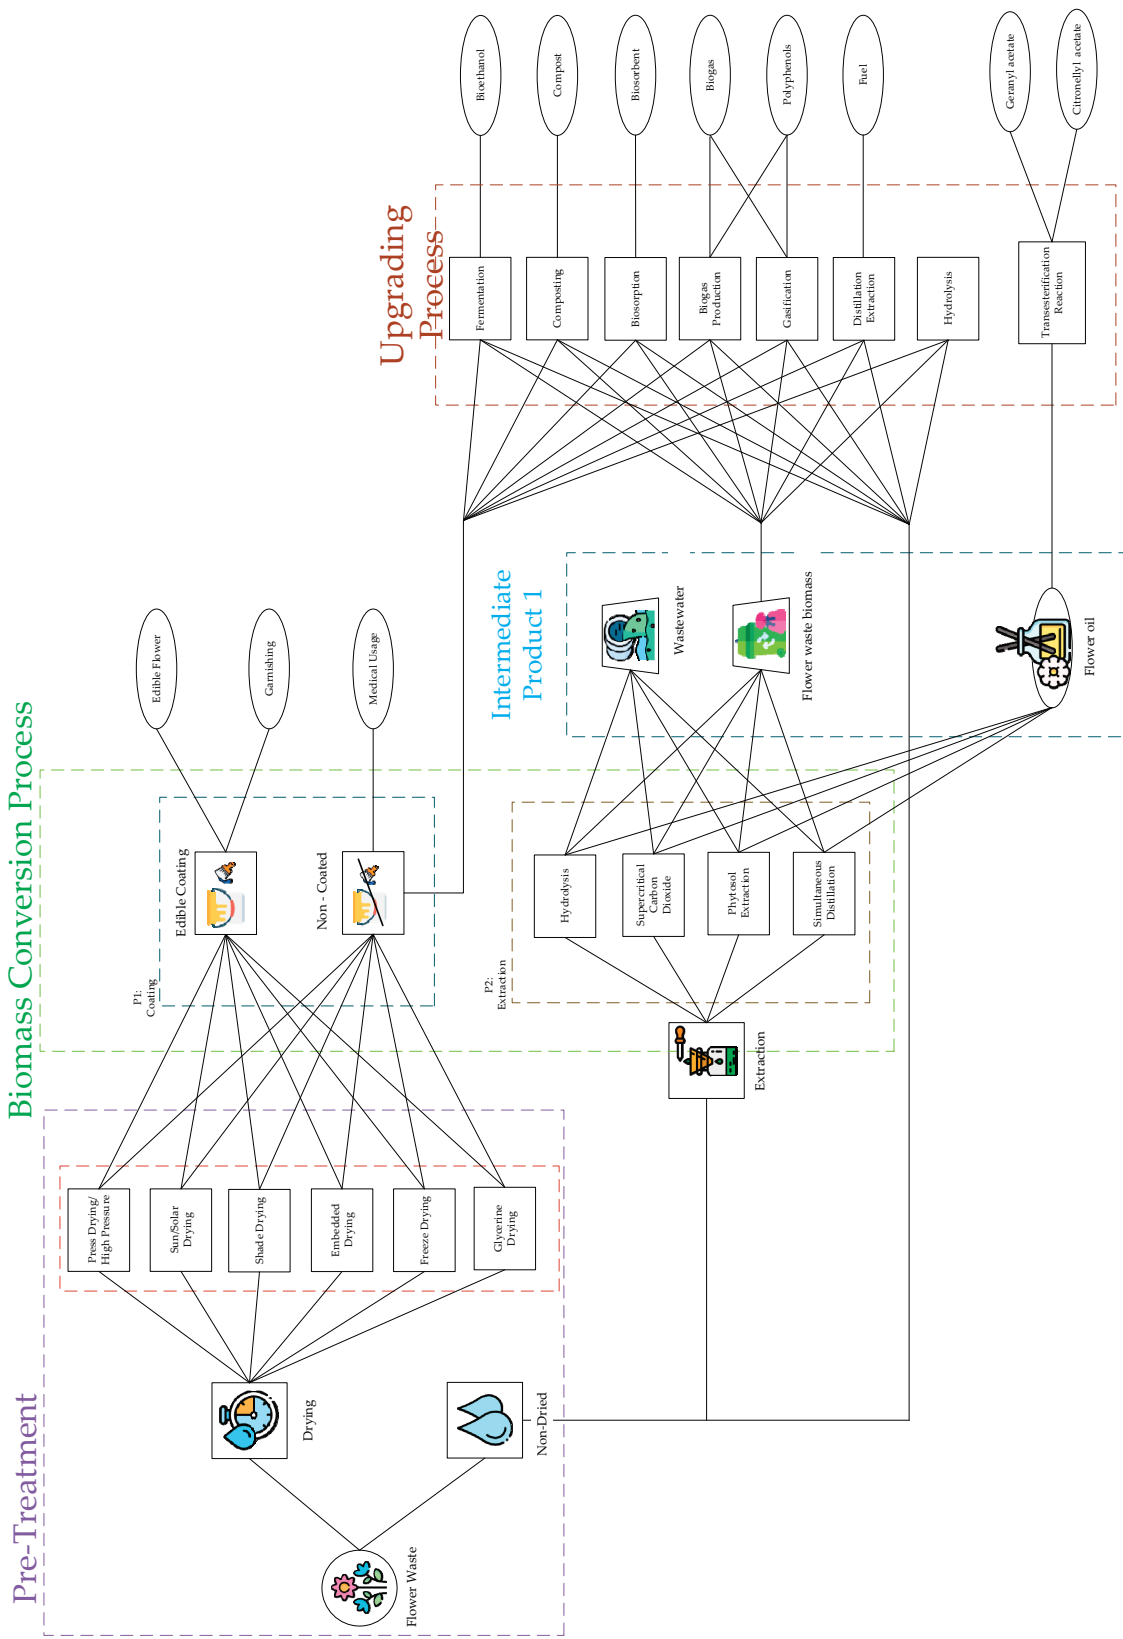 Pre-Treatment
Flower Waste
Drying
Non-Dried
Press Drying/
High Pressure
Sun/Solar
Drying
Shade Drying
Embedded
Drying
Freeze Drying
Glycerine
Drying
Biomass Conversion Process
P1:
Coating
Edible Coating
Non - Coated
Edible Flower
Garnishing
Medical Usage
Extraction
P2:
Extraction
Hydrolysis
Supercritical
Carbon
Dioxide
Phytosol
Extraction
Simultaneous
Distillation
Intermediate
Product 1
Wastewater
Flower waste biomass
Flower oil
Upgrading
Process
Fermentation
Composting
Biosorption
Biogas
Production
Gasification
Distillation
Extraction
Hydrolysis
Transesterification
Reaction
Bioethanol
Compost
Biosorbent
Biogas
Polyphenols
Fuel
Geranyl acetate
Citronellyl acetate